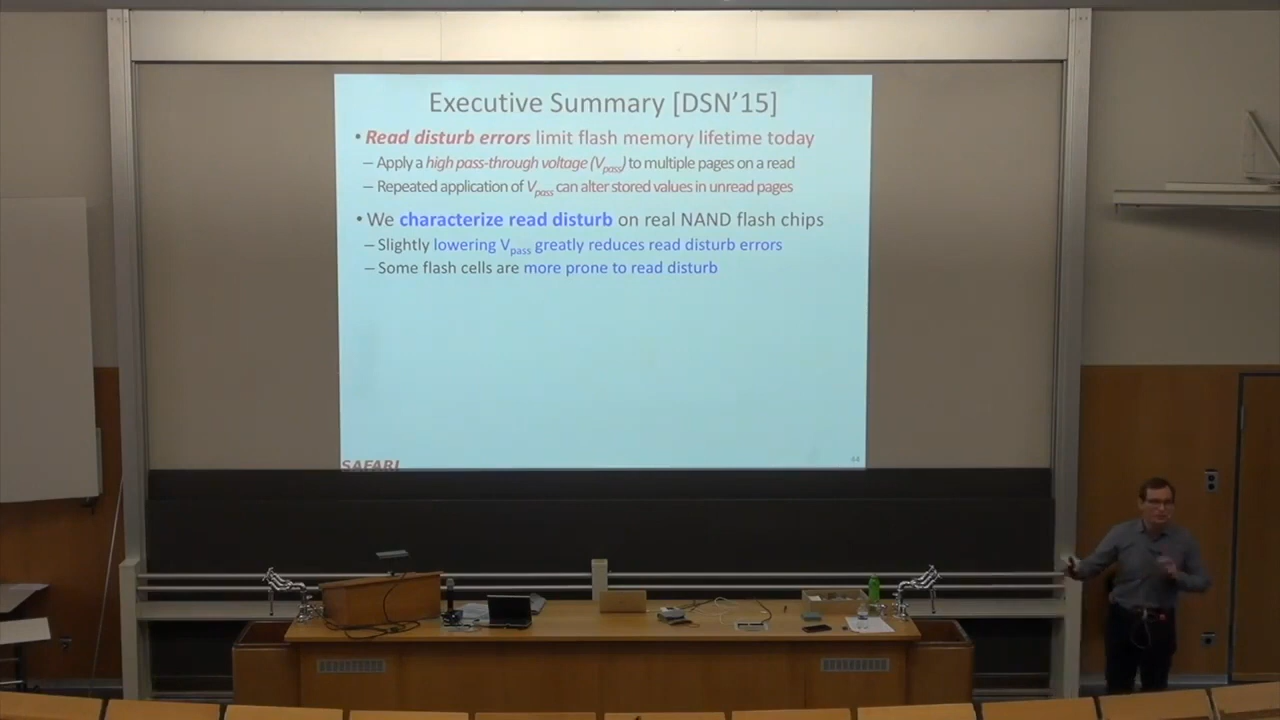 Executive Summary [DSN'15]
• Read disturb errors limit flash memory lifetime today
– Apply a high pass-through voltage (Vpass) to multiple pages on a read
– Repeated application of Vpass can alter stored values in unread pages
• We characterize read disturb on real NAND flash chips
– Slightly lowering Vpass greatly reduces read disturb errors
– Some flash cells are more prone to read disturb
SAFARI
44